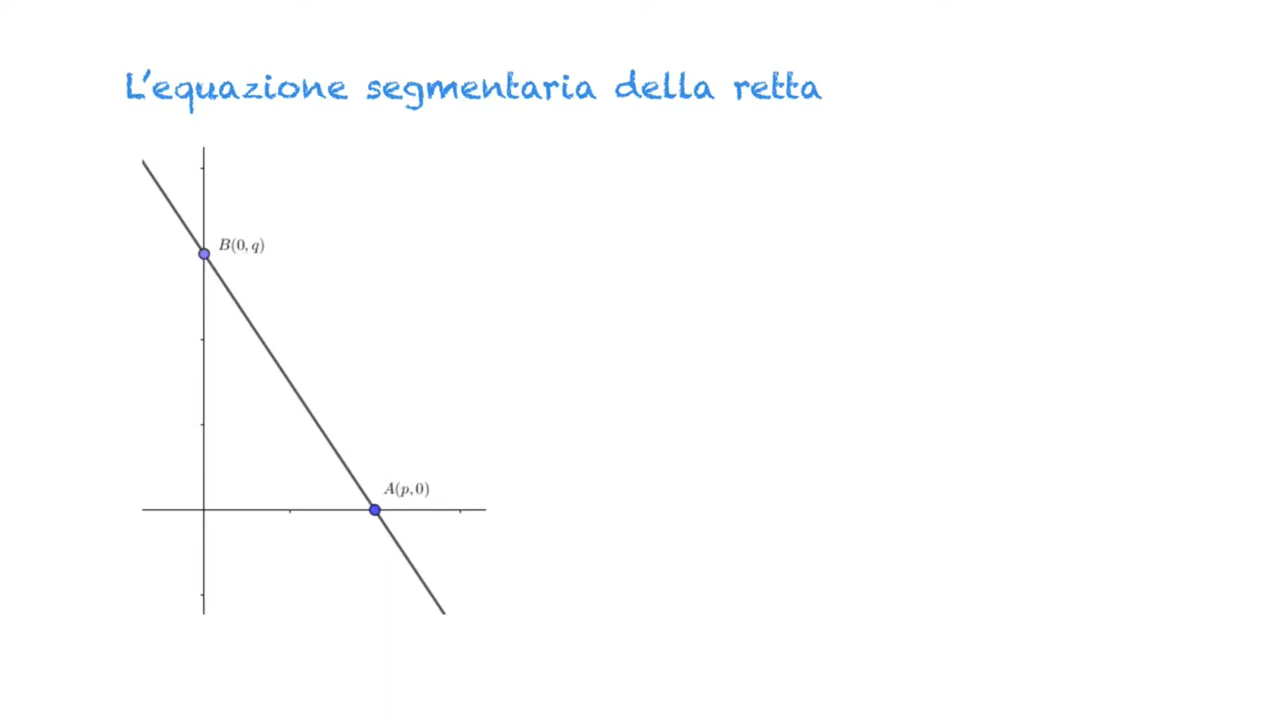 L'equazione segmentaria della retta
B(0, q)
A(p, 0)